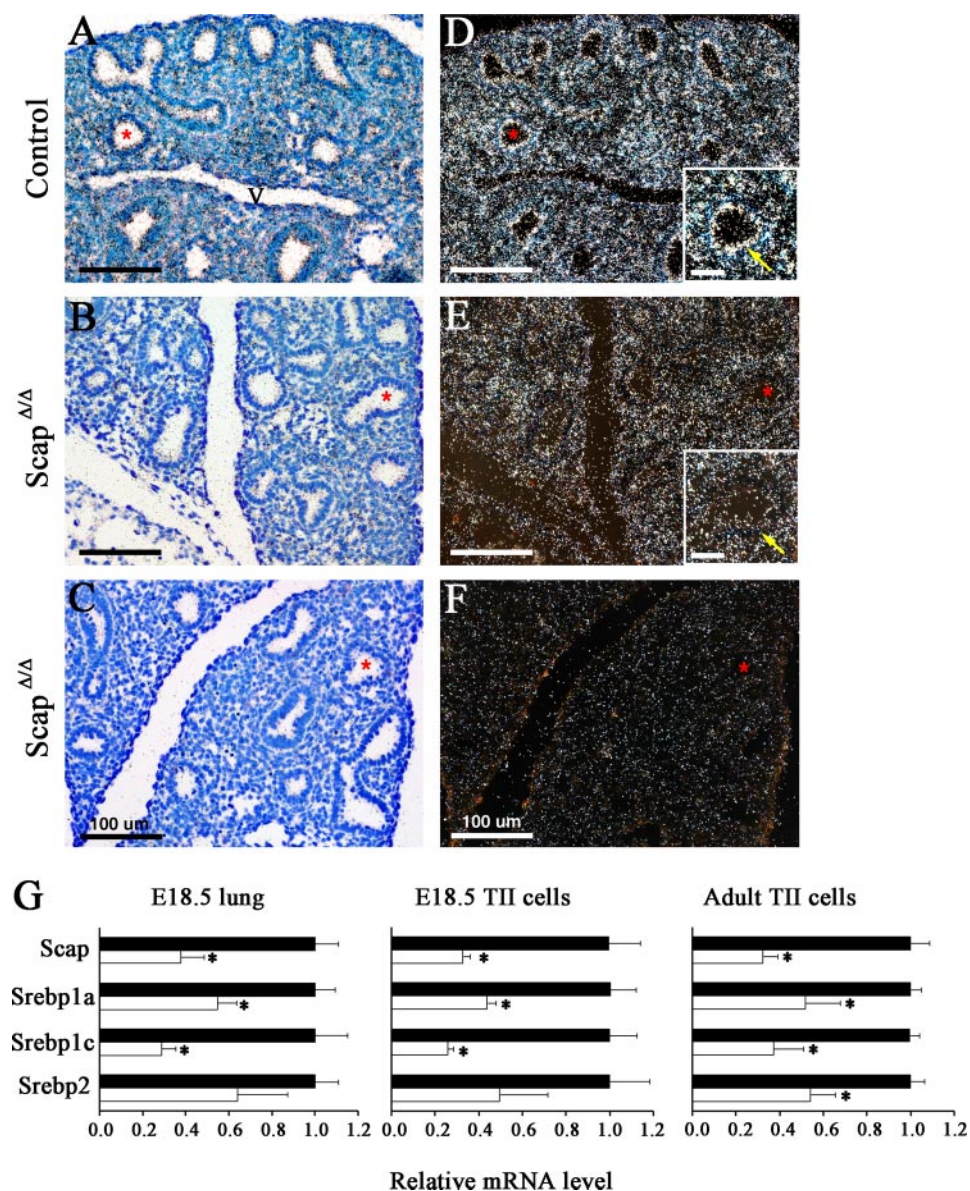 A
D
Control
V
B
E
Scap Δ/Δ
C
F
Scap Δ/Δ
100 um
100 um
G
E18.5 lung
E18.5 TII cells
Adult TII cells
Scap
Srebp1a
Srebp1c
Srebp2
* * *
* * *
* * *
*
0.0 0.2 0.4 0.6 0.8 1.0 1.2
0.0 0.2 0.4 0.6 0.8 1.0 1.2
0.0 0.2 0.4 0.6 0.8 1.0 1.2
Relative mRNA level